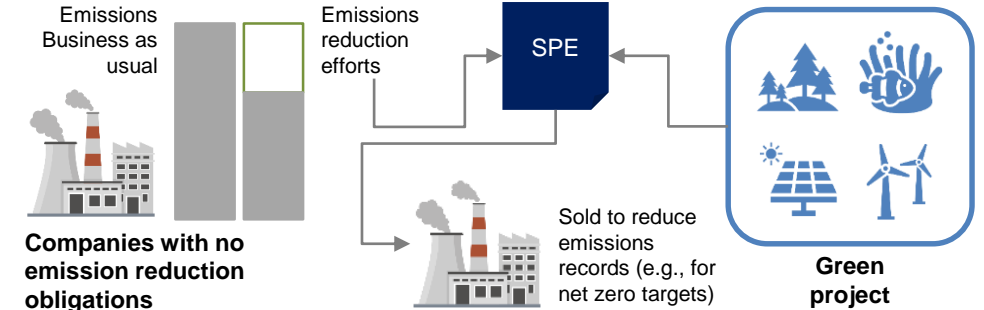 Emissions
Business as
usual
Emissions
reduction
efforts
SPE
Companies with no
emission reduction
obligations
Sold to reduce
emissions
records (e.g., for
net zero targets)
Green
project